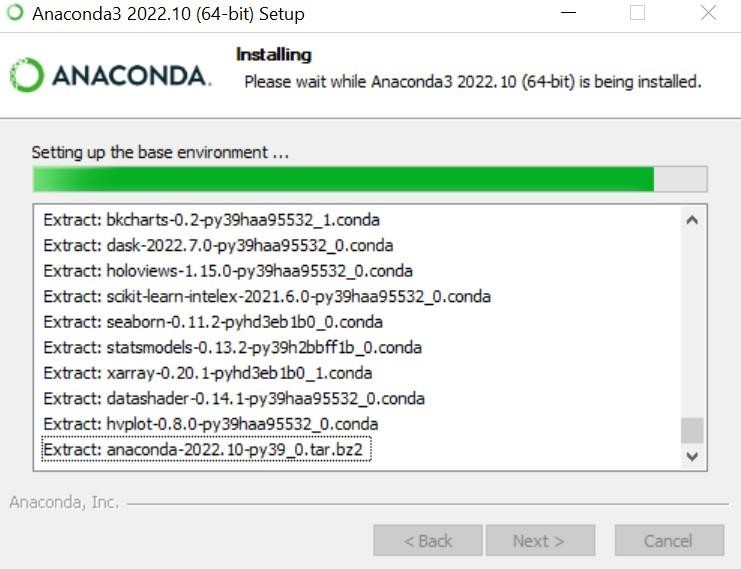 Anaconda3 2022.10 (64-bit) Setup
Installing
ANACONDA.
Please wait while Anaconda3 2022.10 (64-bit) is being installed.
Setting up the base environment ...
Extract: bkcharts-0.2-py39haa95532_1.conda
Extract: dask-2022.7.0-py39haa95532_0.conda
Extract: holoviews-1.15.0-py39haa95532_0.conda
Extract: scikit-learn-intelex-2021.6.0-py39haa95532_0.conda
Extract: seaborn-0.11.2-pyhd3eb1b0_0.conda
Extract: statsmodels-0.13.2-py39h2bbff1b_0.conda
Extract: xarray-0.20.1-pyhd3eb1b0_1.conda
Extract: datashader-0.14.1-py39haa95532_0.conda
Extract: hvplot-0.8.0-py39haa95532_0.conda
Extract: anaconda-2022.10-py39_0.tar.bz2
Anaconda, Inc.
< Back Next > Cancel